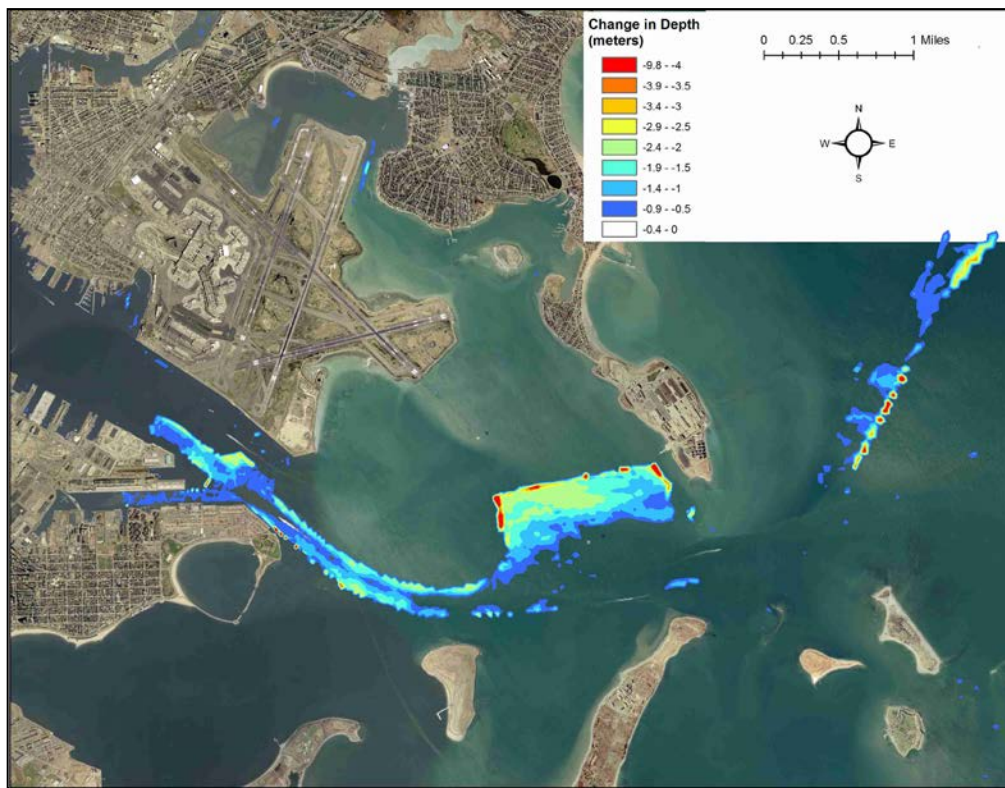 Change in Depth
(meters)
-9.8 - -4
-3.9 - -3.5
-3.4 - -3
-2.9 - -2.5
-2.4 - -2
-1.9 - -1.5
-1.4 - -1
-0.9 - -0.5
-0.4 - 0
0 0.25 0.5 1 Miles
N
W E
S